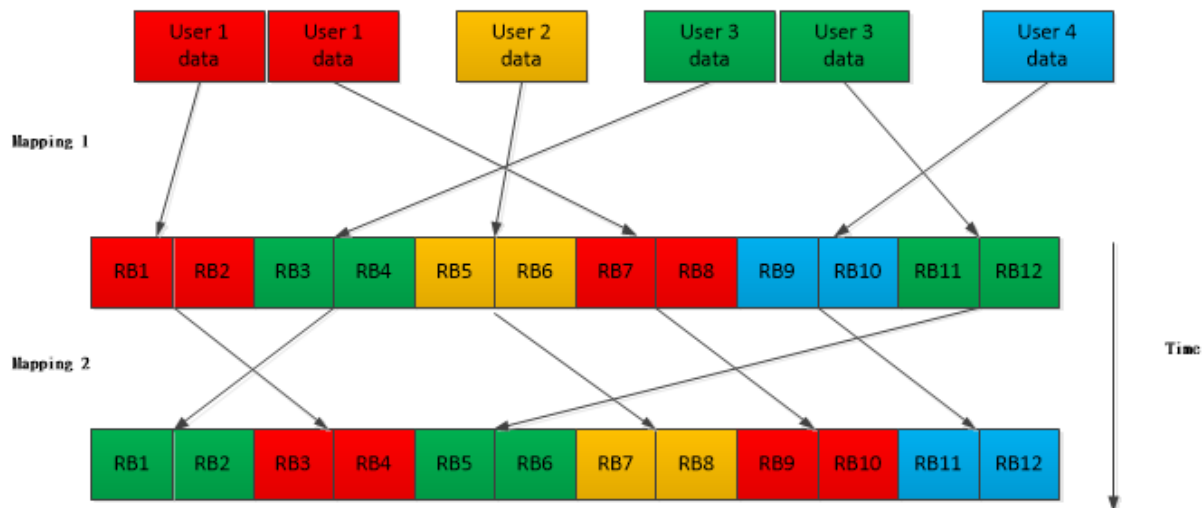 User 1
data
User 1
data
User 2
data
User 3
data
User 3
data
User 4
data
Mapping 1
RB1 RB2 RB3 RB4 RB5 RB6 RB7 RB8 RB9 RB10 RB11 RB12
Mapping 2
Time
RB1 RB2 RB3 RB4 RB5 RB6 RB7 RB8 RB9 RB10 RB11 RB12